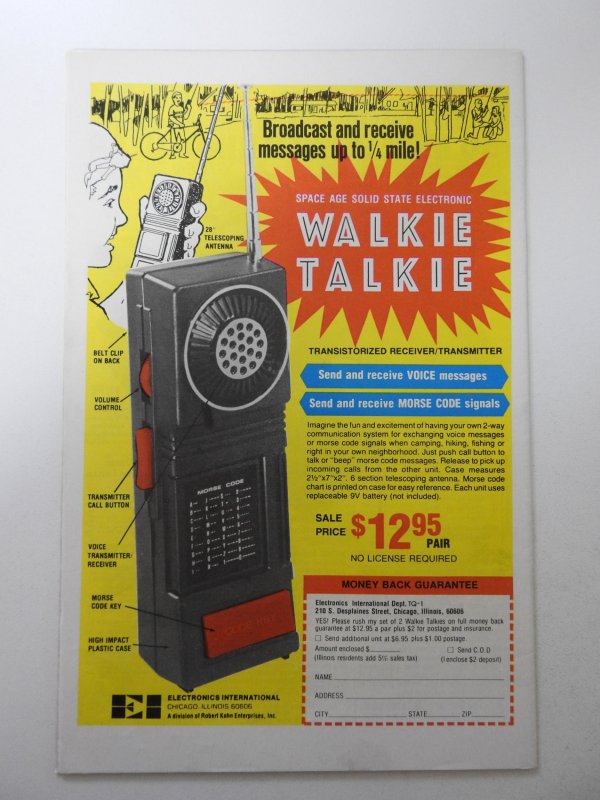 Broadcast and receive
messages up to 1/4 mile!
SPACE AGE SOLID STATE ELECTRONIC
WALKIE
TALKIE
28"
TELESCOPING
ANTENNA
BELT CLIP
ON BACK
VOLUME
CONTROL
TRANSMITTER
CALL BUTTON
VOICE
TRANSMITTER-
RECEIVER
MORSE
CODE KEY
HIGH IMPACT
PLASTIC CASE
MORSE CODE
TRANSISTORIZED RECEIVER/TRANSMITTER
Send and receive VOICE messages
Send and receive MORSE CODE signals
Imagine the fun and excitement of having your own 2-way
communication system for exchanging voice messages
or morse code signals when camping, hiking, fishing or
right in your own neighborhood. Just push call button to
talk or "beep" morse code messages. Release to pick up
incoming calls from the other unit. Case measures
2½"x7"x2". 6 section telescoping antenna. Morse code
chart is printed on case for easy reference. Each unit uses
replaceable 9V battery (not included).
SALE
PRICE $12.95
PAIR
NO LICENSE REQUIRED
MONEY BACK GUARANTEE
Electronics International Dept. TQ-1
210 S. Desplaines Street, Chicago, Illinois, 60606
YES! Please rush my set of 2 Walkie Talkies on full money back
guarantee at $12.95 a pair plus $2 for postage and insurance.
Send additional unit at $6.95 plus $1.00 postage.
Amount enclosed $ Send C.O.D
(Illinois residents add 5% sales tax) (I enclose $2 deposit)
NAME
ADDRESS
CITY STATE ZIP
EI ELECTRONICS INTERNATIONAL
CHICAGO, ILLINOIS 60606
A division of Robert Kahn Enterprises, Inc.